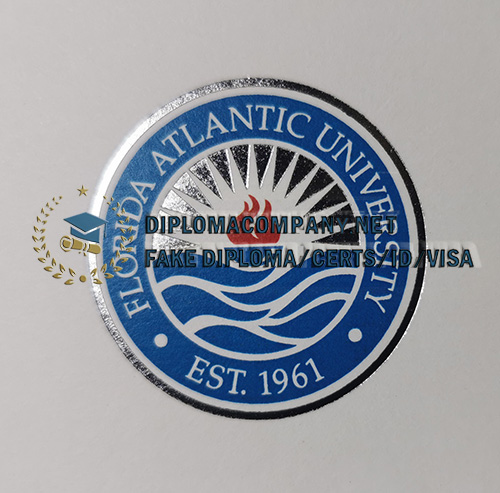 FLORIDA ATLANTIC UNIVERSITY
DIPLOMACOMPANY.NET
FAKE DIPLOMA/CERTS/ID/VISA
EST. 1961